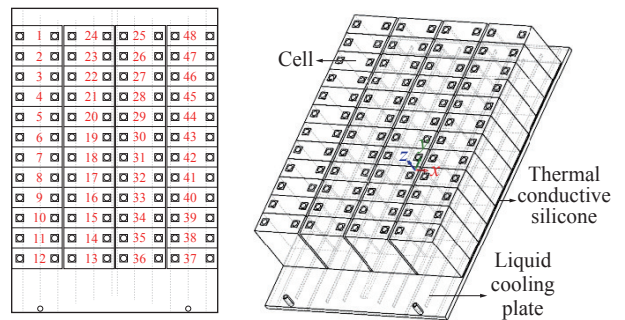 1 24 25 48
2 23 26 47
3 22 27 46
4 21 28 45
5 20 29 44
6 19 30 43
7 18 31 42
8 17 32 41
9 16 33 40
10 15 34 39
11 14 35 38
12 13 36 37
Cell
Y
Z
X
Thermal
conductive
silicone
Liquid
cooling
plate